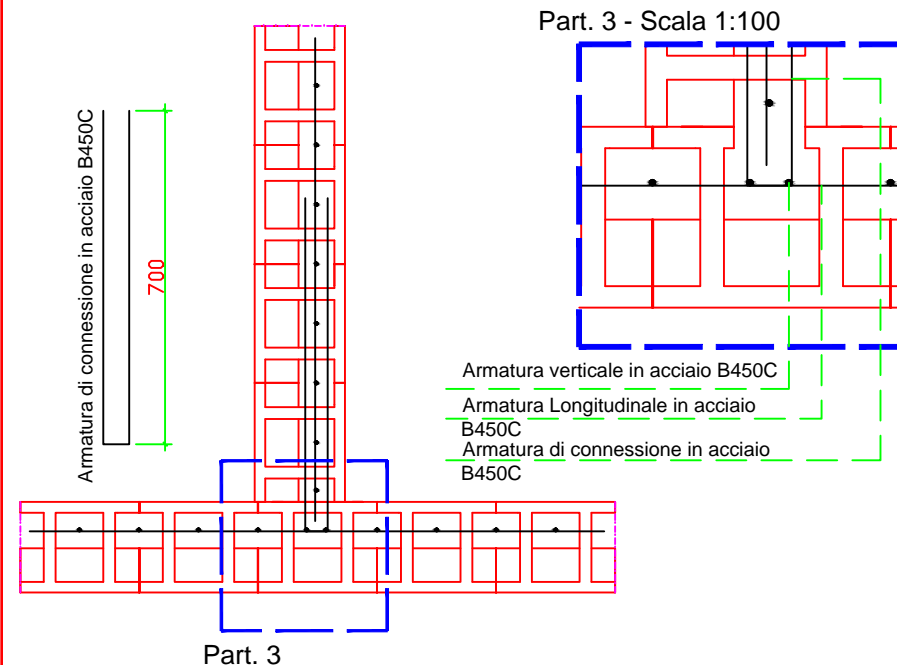 Part. 3 - Scala 1:100
Armatura di connessione in acciaio B450C
700
Armatura verticale in acciaio B450C
Armatura Longitudinale in acciaio
B450C
Armatura di connessione in acciaio
B450C
Part. 3